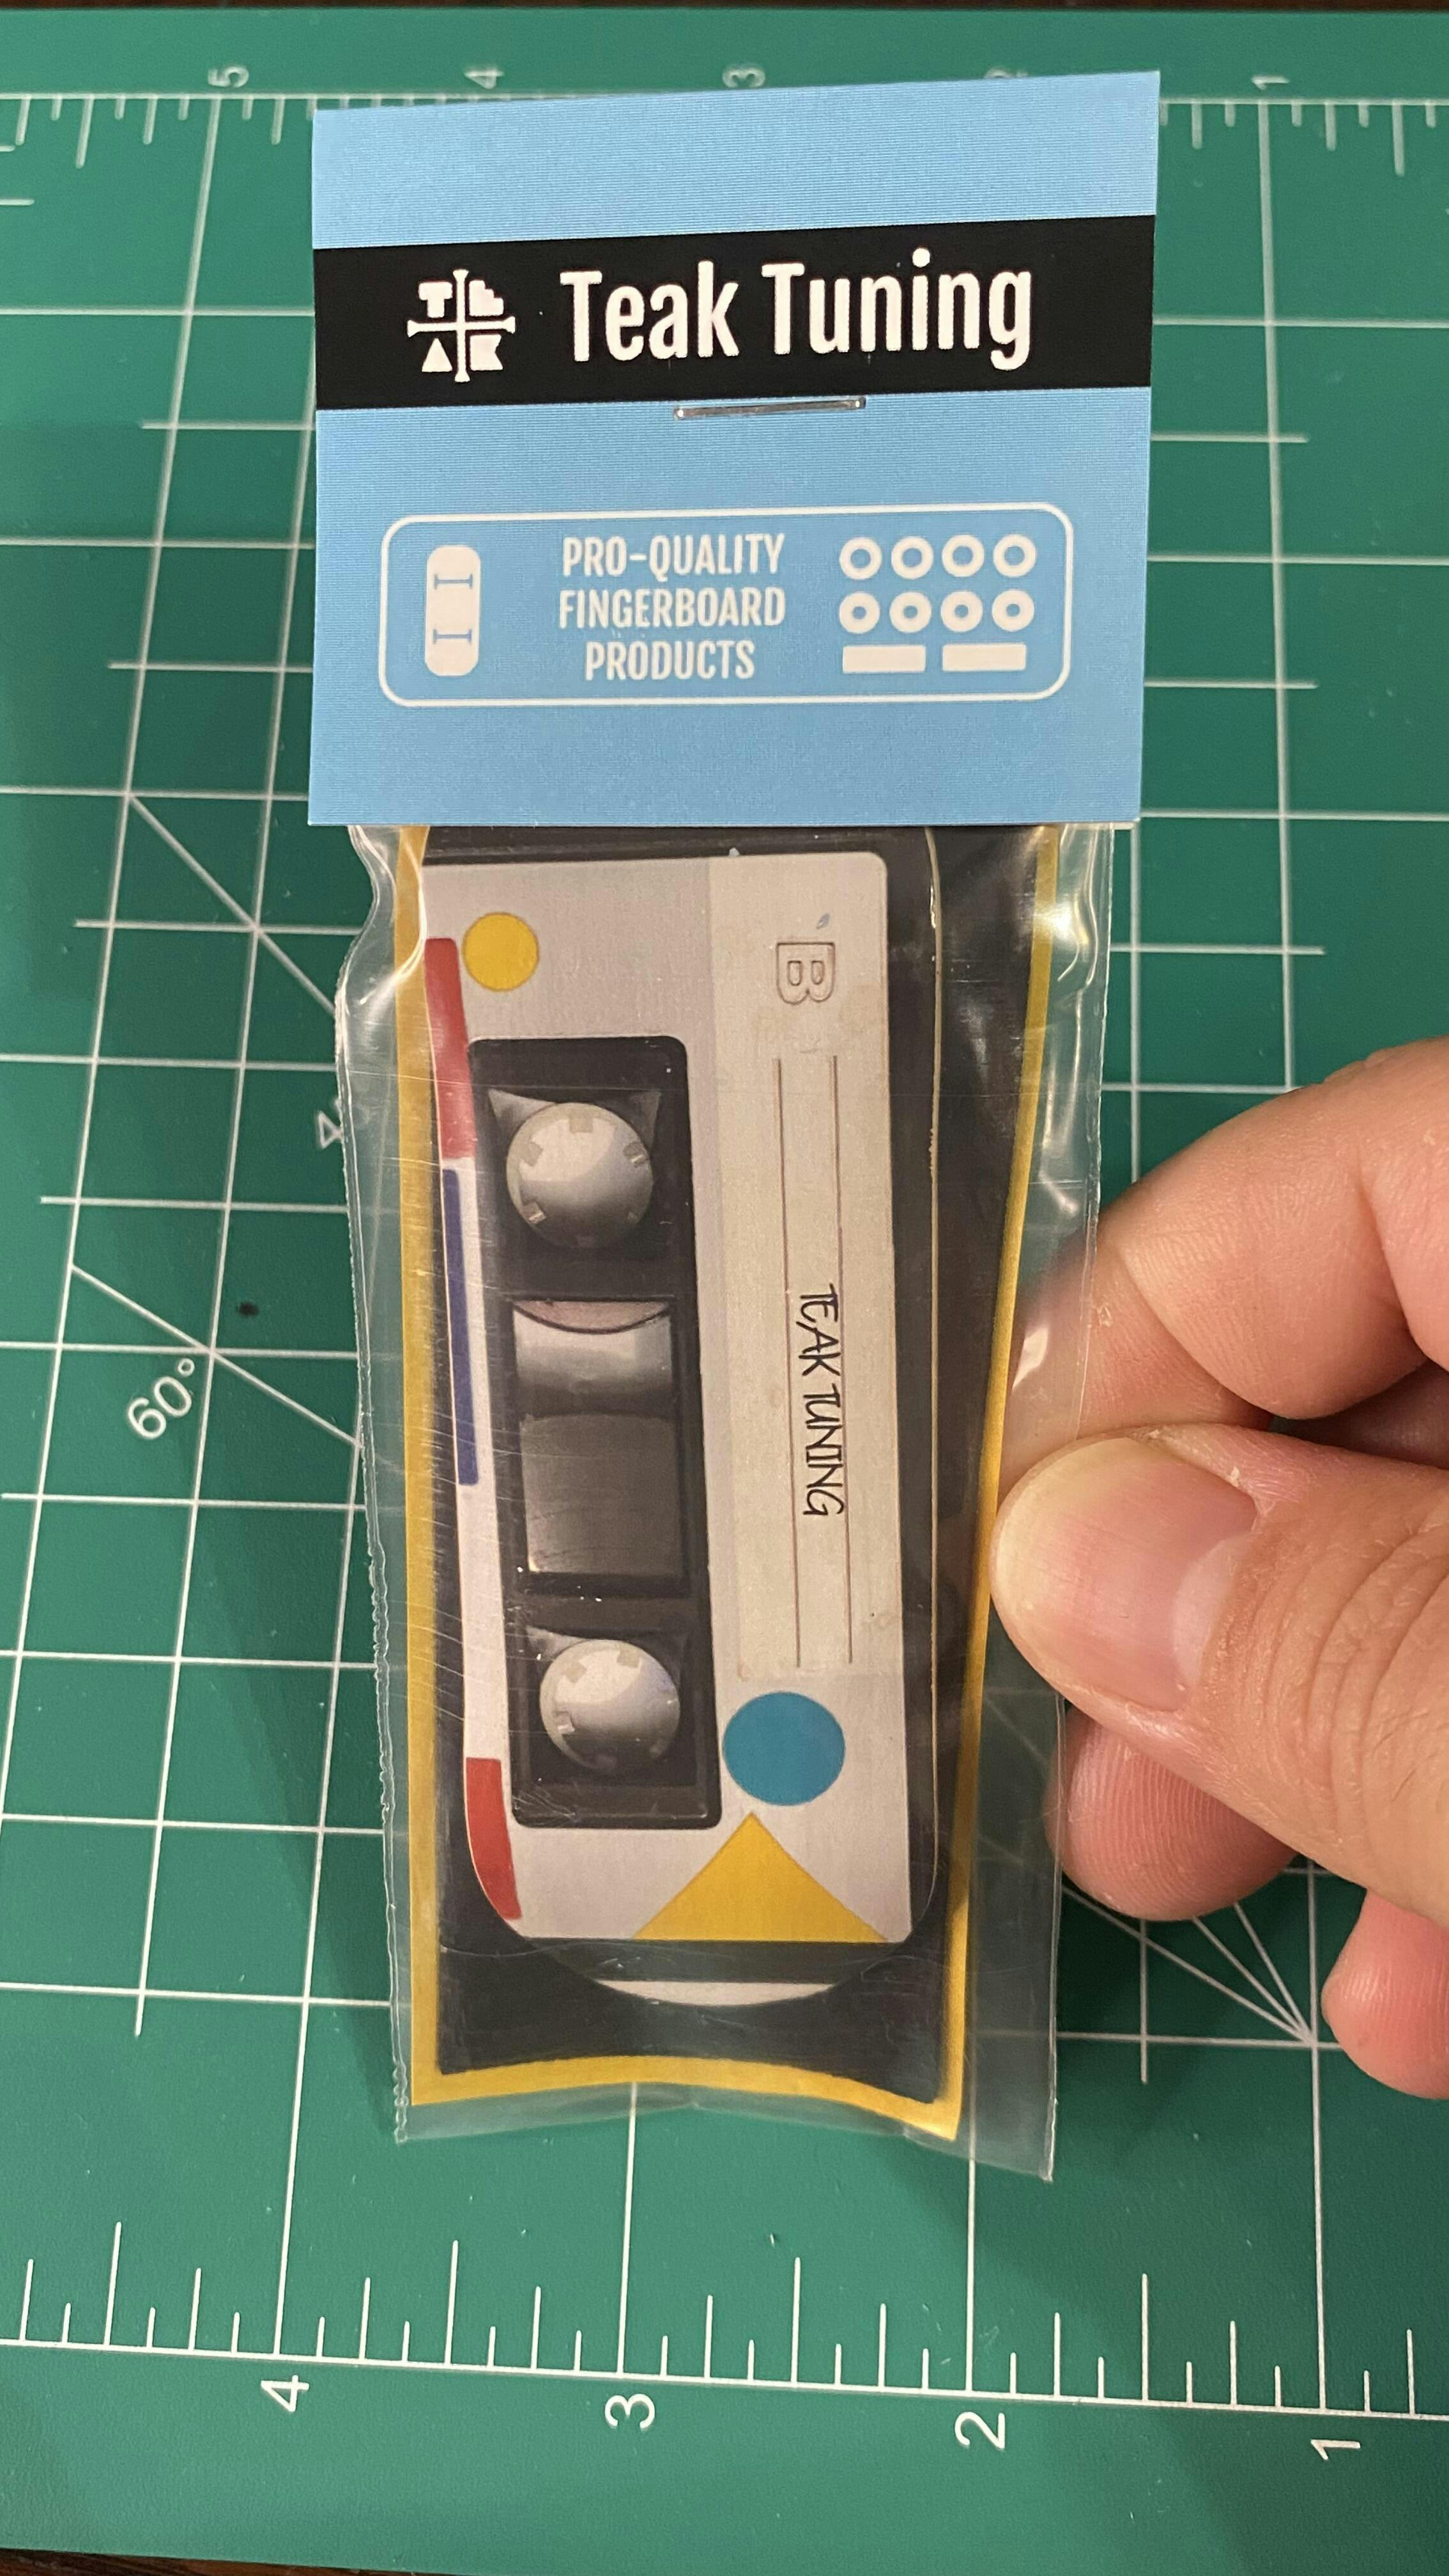 5 4 3 2 1
Teak Tuning
PRO-QUALITY
FINGERBOARD
PRODUCTS
B
TEAK TUNING
60°
4 3 2 1